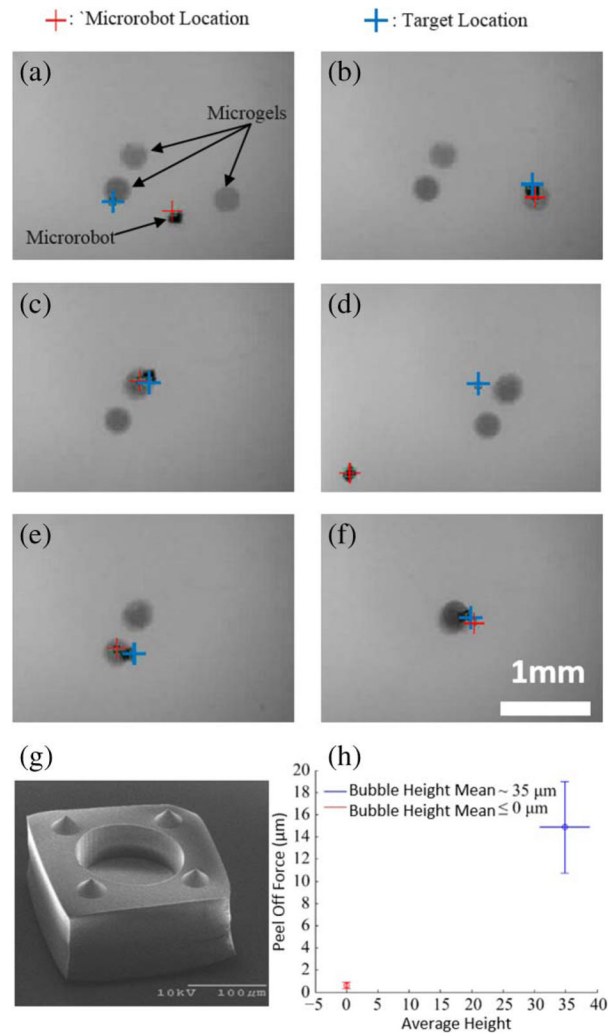 : `Microrobot Location
: Target Location
(a)
Microgels
Microrobot
(b)
(c)
(d)
(e)
(f)
1mm
(g)
10kV 100μm
(h)
Peel Off Force (μm)
20
18
16
14
12
10
8
6
4
2
0
Bubble Height Mean ~ 35 μm
Bubble Height Mean ≤ 0 μm
-5 0 5 10 15 20 25 30 35 40
Average Height